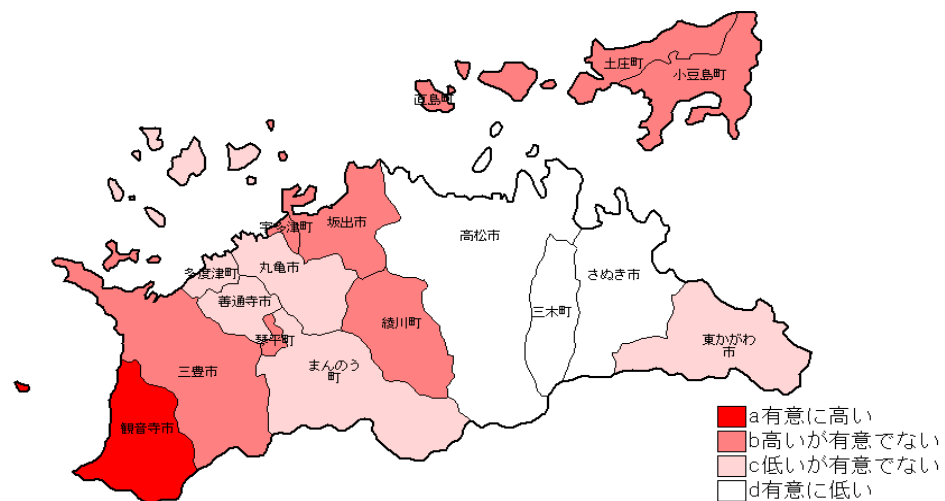 土庄町
小豆島町
直島町
宇多津町
坂出市
高松市
多度津町
丸亀市
さぬき市
善通寺市
三木町
綾川町
琴平町
東かがわ
市
三豊市
まんのう
町
観音寺市
a有意に高い
b高いが有意でない
c低いが有意でない
d有意に低い